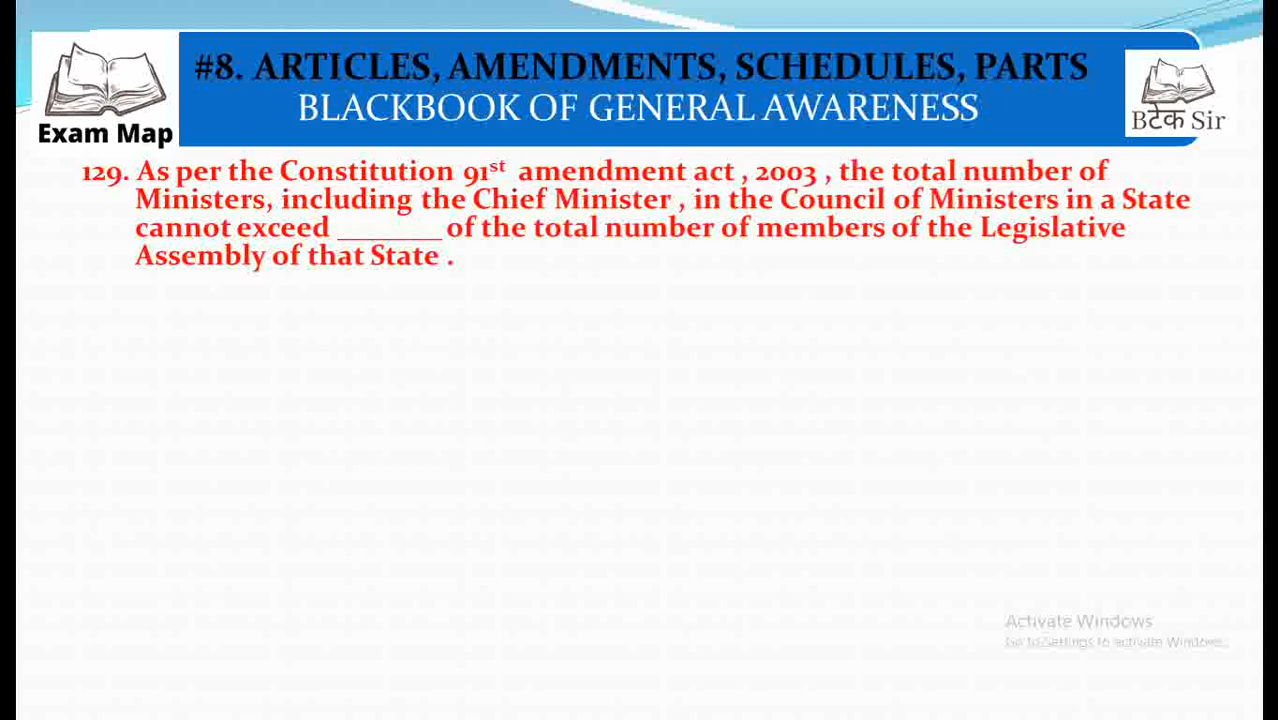 #8. ARTICLES, AMENDMENTS, SCHEDULES, PARTS
BLACKBOOK OF GENERAL AWARENESS
Exam Map
Bटेक Sir
129. As per the Constitution 91st amendment act , 2003 , the total number of
Ministers, including the Chief Minister , in the Council of Ministers in a State
cannot exceed _______ of the total number of members of the Legislative
Assembly of that State .
Activate Windows
Go to Settings to activate Windows.